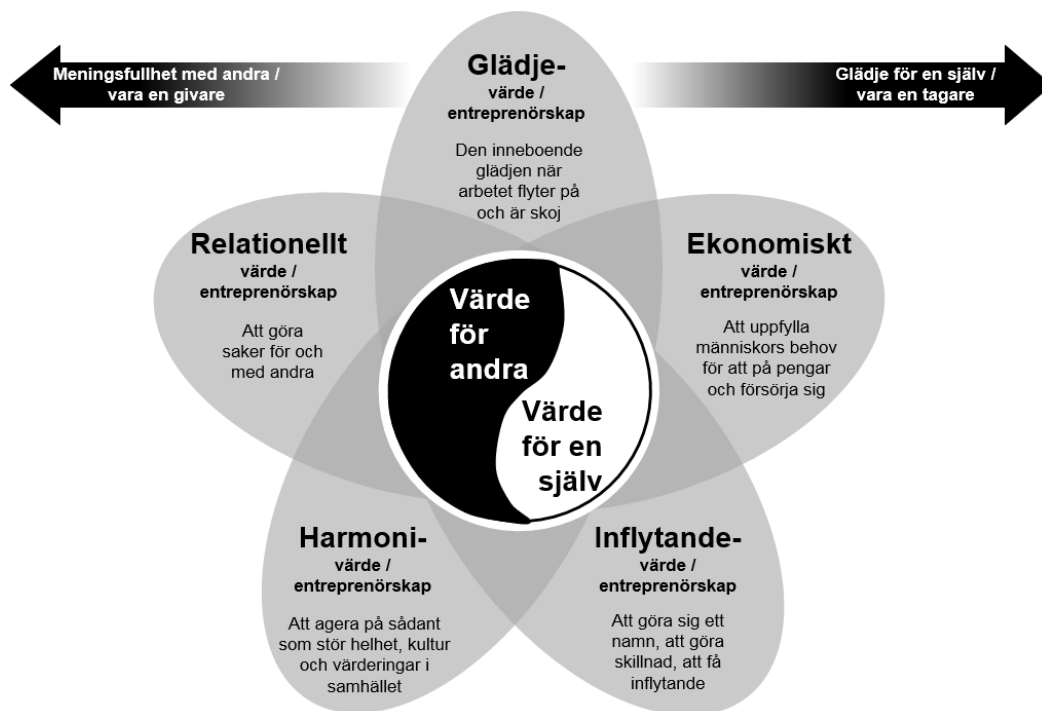 Meningsfullhet med andra /
vara en givare
Glädje för en själv /
vara en tagare
Glädje-
värde /
entreprenörskap
Den inneboende
glädjen när
arbetet flyter på
och är skoj
Relationellt
värde /
entreprenörskap
Att göra
saker för och
med andra
Ekonomiskt
värde /
entreprenörskap
Att uppfylla
människors behov
för att på pengar
och försörja sig
Värde
för
andra
Värde
för en
själv
Harmoni-
värde /
entreprenörskap
Att agera på sådant
som stör helhet, kultur
och värderingar i
samhället
Inflytande-
värde /
entreprenörskap
Att göra sig ett
namn, att göra
skillnad, att få
inflytande